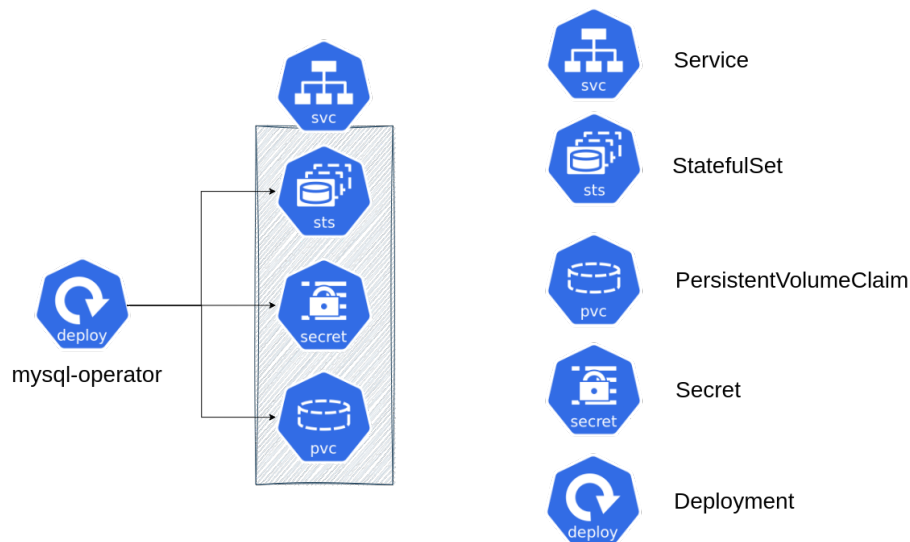 svc
sts
deploy
mysql-operator
secret
pvc
svc
Service
sts
StatefulSet
pvc
PersistentVolumeClaim
secret
Secret
deploy
Deployment